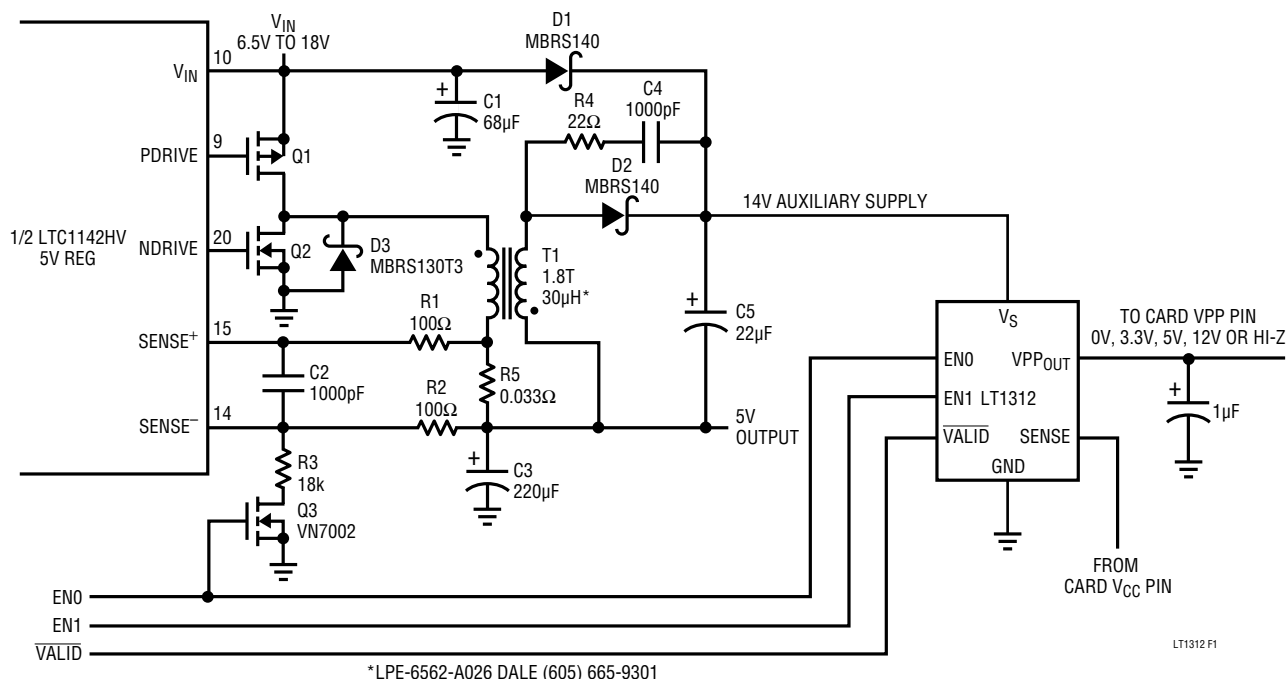 V_IN
6.5V TO 18V
D1
MBRS140
10
V_IN
R4
22Ω
C4
1000pF
+
C1
68µF
9
PDRIVE
Q1
D2
MBRS140
14V AUXILIARY SUPPLY
1/2 LTC1142HV
5V REG
20
NDRIVE
Q2
D3
MBRS130T3
T1
1.8T
30µH*
+
C5
22µF
R1
100Ω
15
SENSE+
C2
1000pF
R2
100Ω
R5
0.033Ω
14
SENSE−
5V
OUTPUT
R3
18k
+
C3
220µF
Q3
VN7002
V_S
TO CARD VPP PIN
0V, 3.3V, 5V, 12V OR HI-Z
EN0
VPP_OUT
EN1 LT1312
+
1µF
VALID
SENSE
GND
FROM
CARD V_CC PIN
EN0
EN1
VALID
LT1312 F1
*LPE-6562-A026 DALE (605) 665-9301